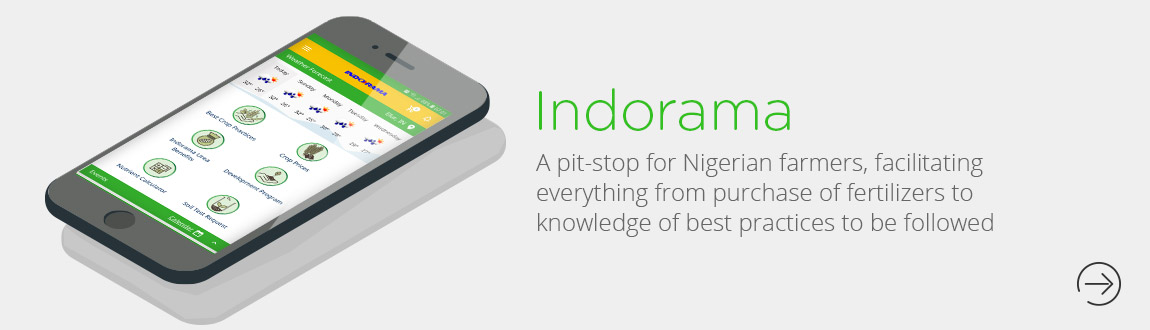 Indorama
A pit-stop for Nigerian farmers, facilitating
everything from purchase of fertilizers to
knowledge of best practices to be followed
INDORAMA
Weather Forecast
Today
Sunday
Monday
Tuesday
Wednesday
Best Crop Practices
Crop Prices
Indorama Urea
Benefits
Development Program
Nutrient Calculator
Soil Test Request
Events
Calendar